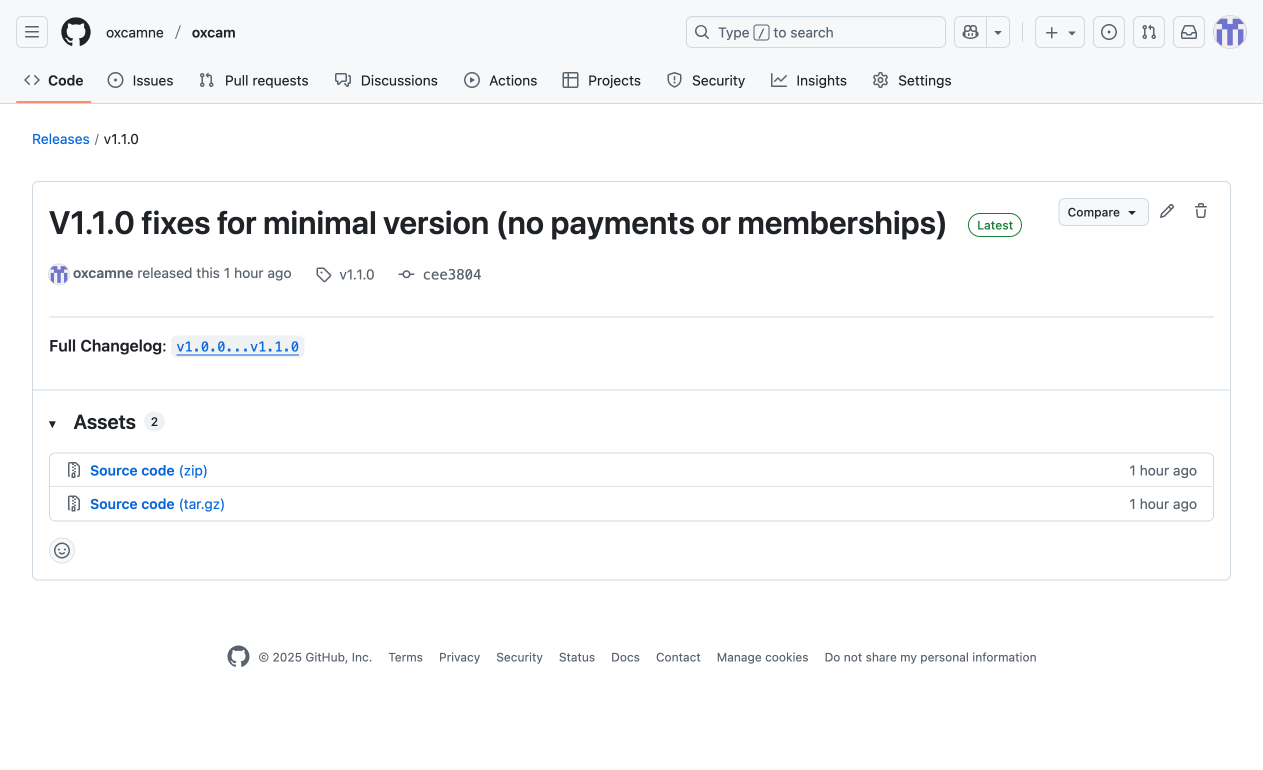 oxcamne / oxcam
Type / to search
Code
Issues
Pull requests
Discussions
Actions
Projects
Security
Insights
Settings
Releases / v1.1.0
V1.1.0 fixes for minimal version (no payments or memberships)
Latest
Compare
oxcamne released this 1 hour ago
v1.1.0
cee3804
Full Changelog: v1.0.0...v1.1.0
Assets 2
Source code (zip)
1 hour ago
Source code (tar.gz)
1 hour ago
© 2025 GitHub, Inc.
Terms
Privacy
Security
Status
Docs
Contact
Manage cookies
Do not share my personal information